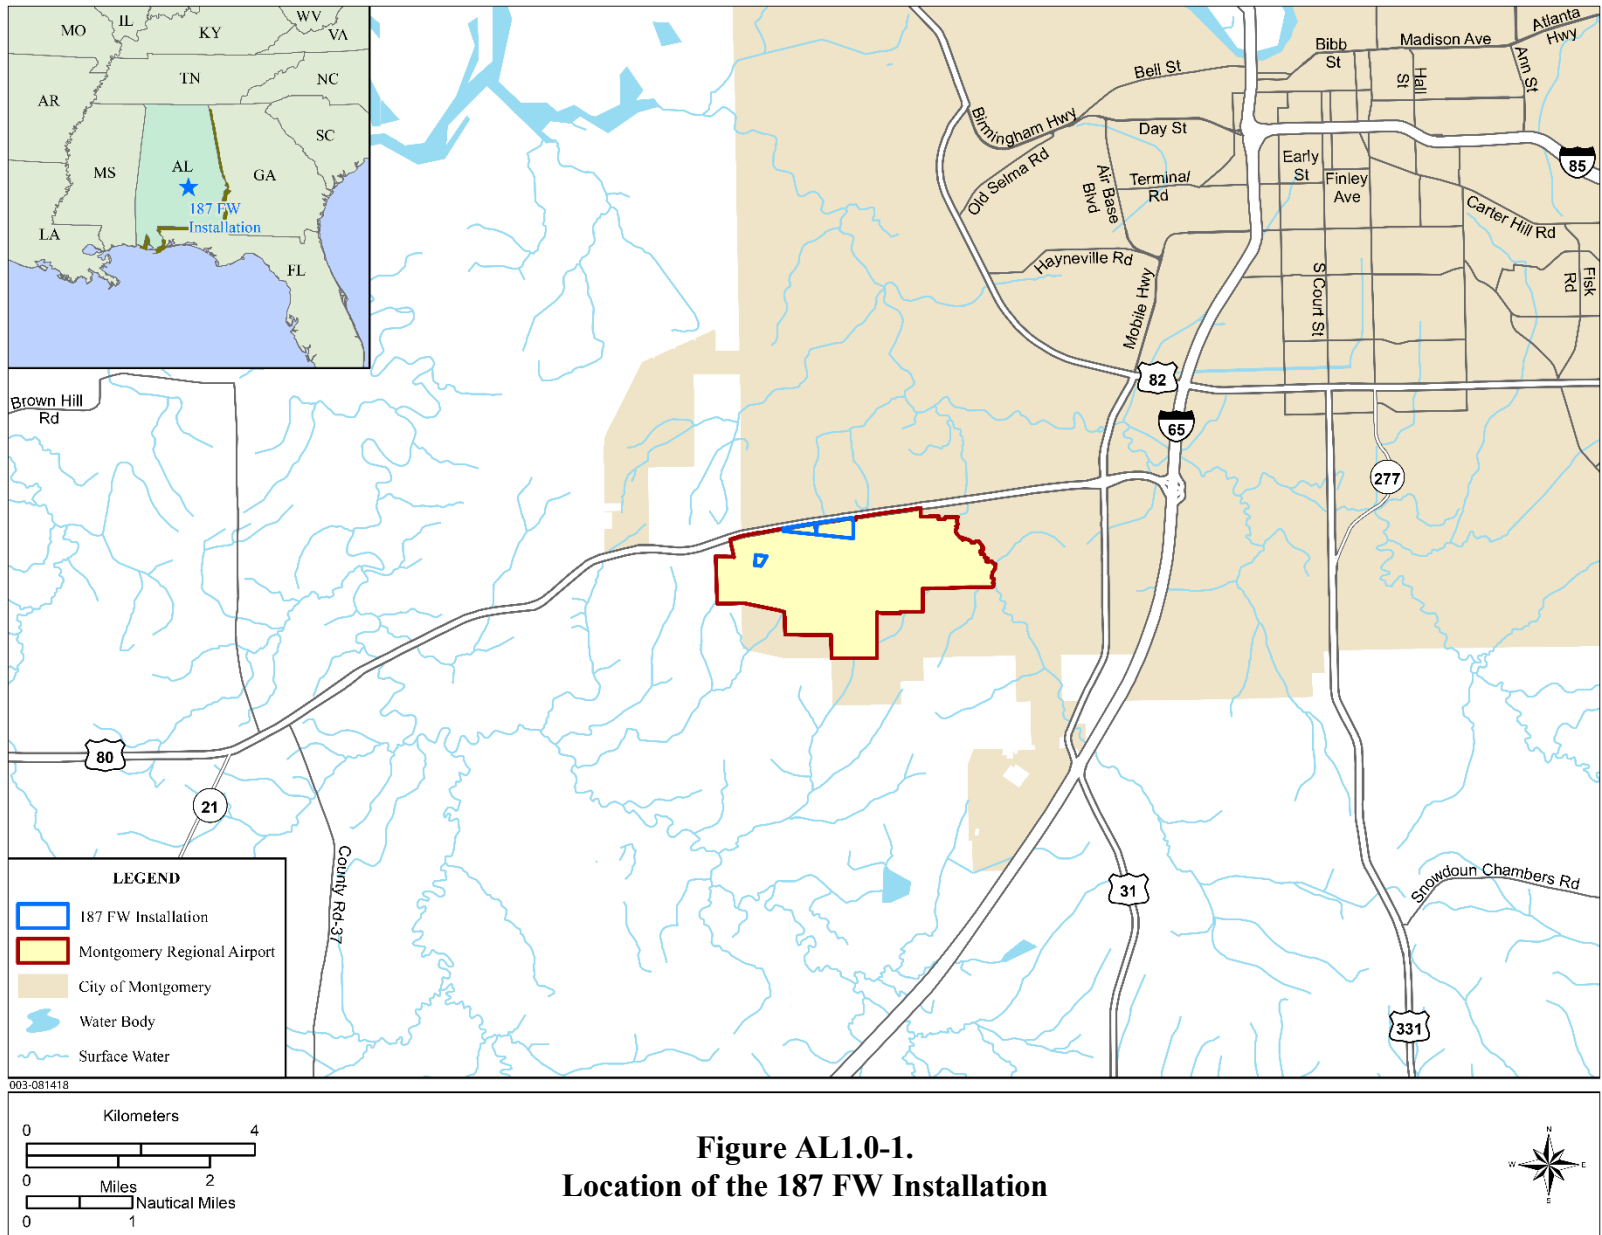 MO
IL
KY
WV
VA
TN
NC
AR
SC
MS
AL
GA
187 FW
Installation
LA
FL
Bibb
St
Madison Ave
Atlanta
Hwy
Bell St
Hall
St
Ann St
Birmingham Hwy
Day St
Old Selma Rd
Air Base
Blvd
Terminal
Rd
Early
St
Finley
Ave
85
Carter Hill Rd
Hayneville Rd
Mobile Hwy
S Court St
Fisk
Rd
82
65
277
Brown Hill
Rd
80
21
County Rd-37
31
Snowdoun Chambers Rd
331
LEGEND
187 FW Installation
Montgomery Regional Airport
City of Montgomery
Water Body
Surface Water
003-081418
Kilometers
0 4
0 2
Miles
Nautical Miles
0 1
Figure AL1.0-1.
Location of the 187 FW Installation
N
W E
S